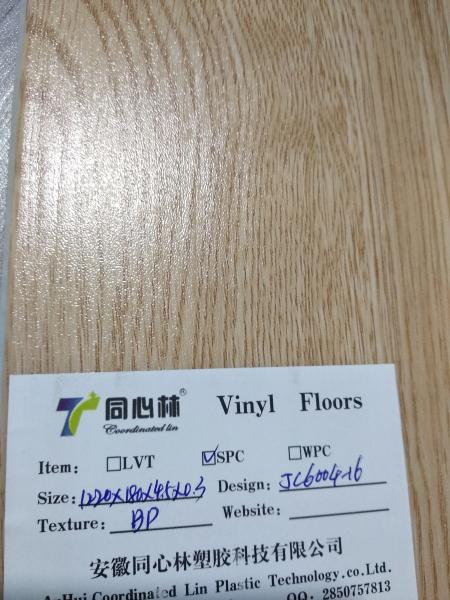 同心林® Vinyl Floors
Coordinated lin
Item: □LVT ☑SPC □WPC
Size: 1220X180X4.5X0.3 Design: JC6004-16
Texture: BP Website:
安徽同心林塑胶科技有限公司
AnHui Coordinated Lin Plastic Technology.co.Ltd.
QQ: 2850757813